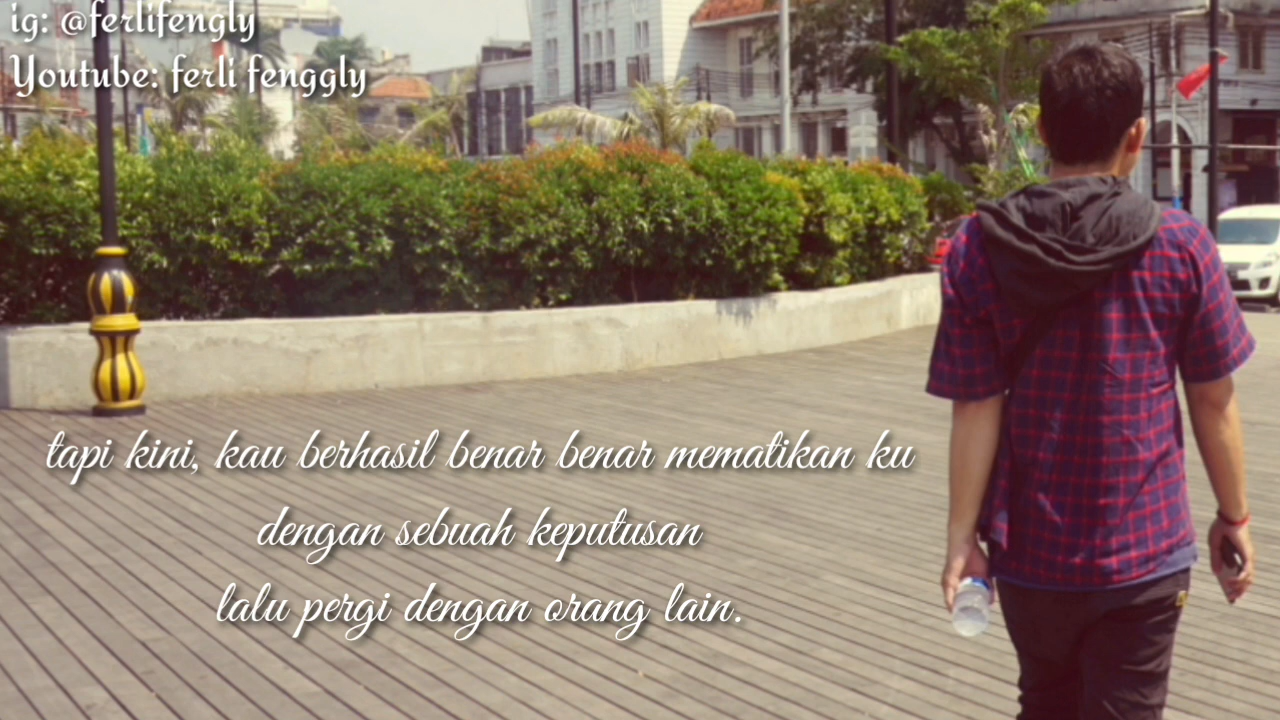 ig: @ferlifengly
Youtube: ferli fenggly
tapi kini, kau berhasil benar benar mematikan ku
dengan sebuah keputusan
lalu pergi dengan orang lain.